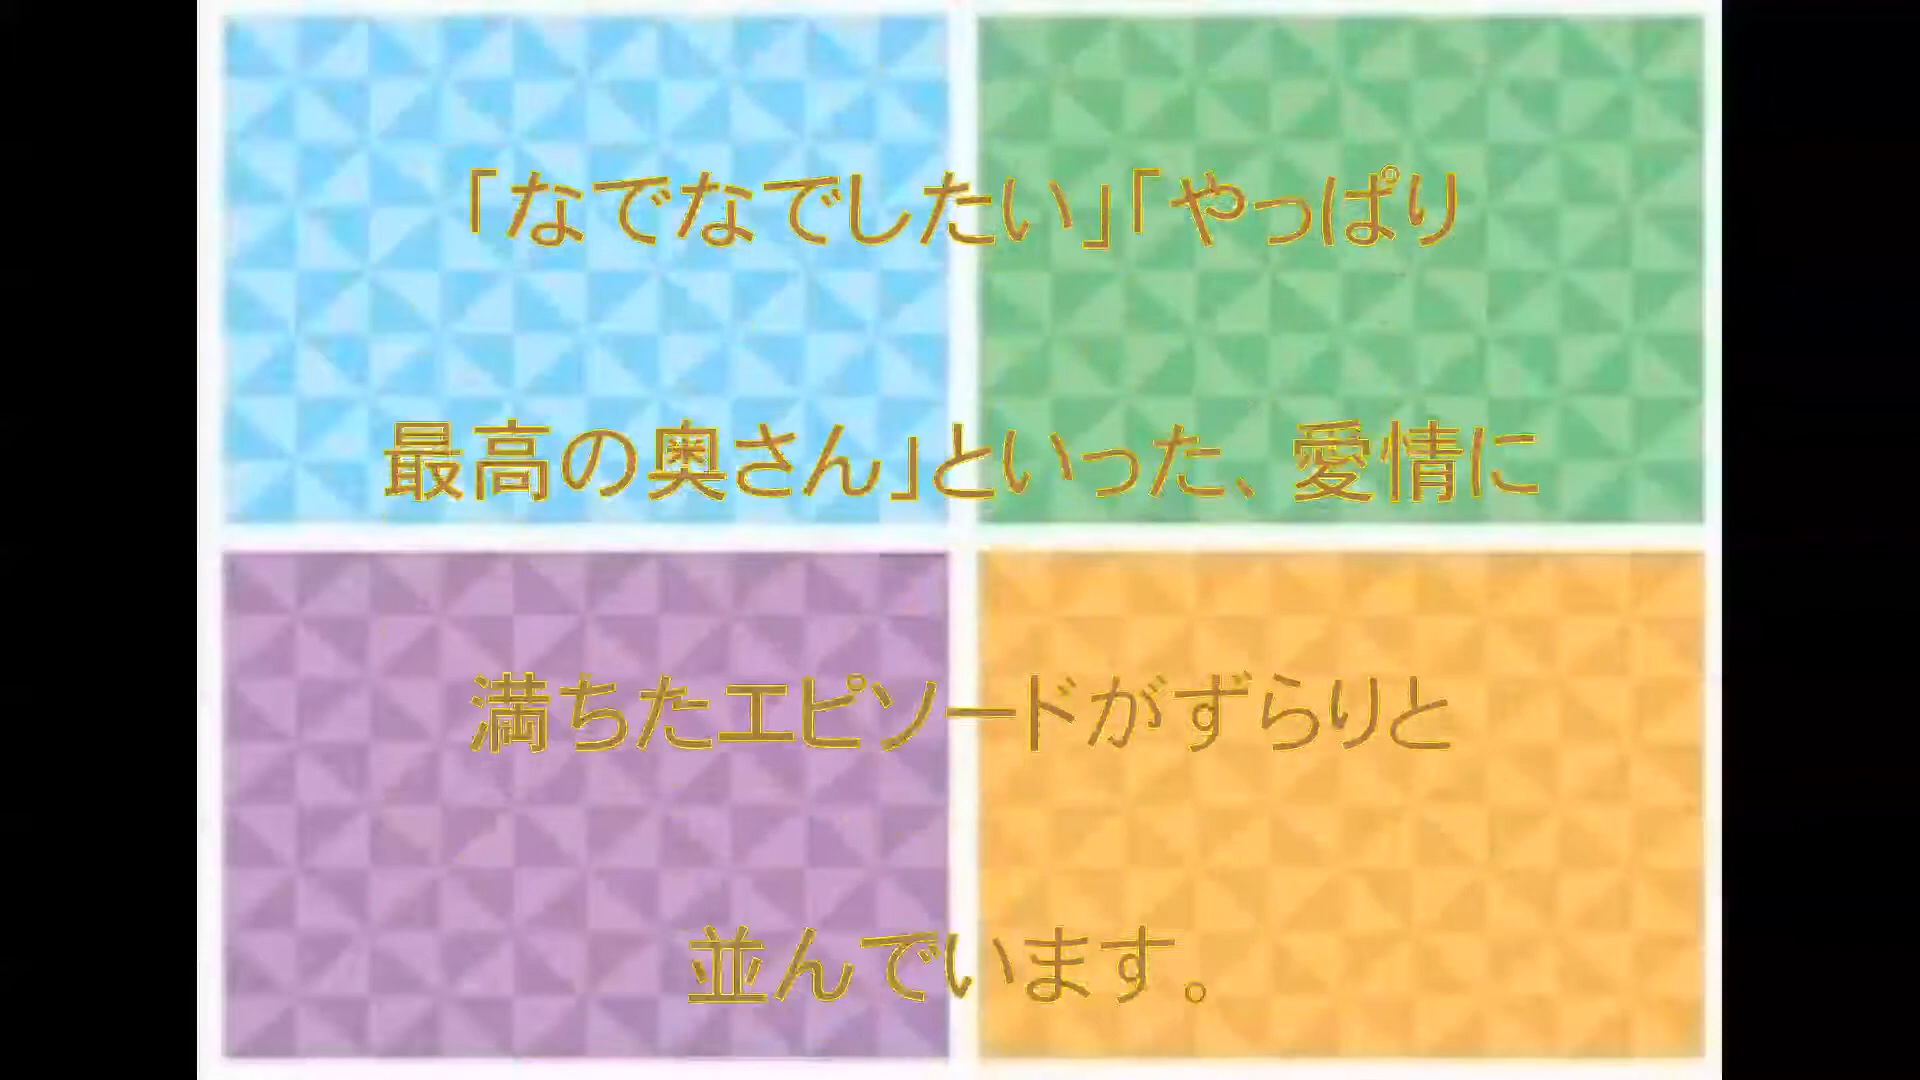 「なでなでしたい」「やっぱり
最高の奥さん」といった、愛情に
満ちたエピソードがずらりと
並んでいます。